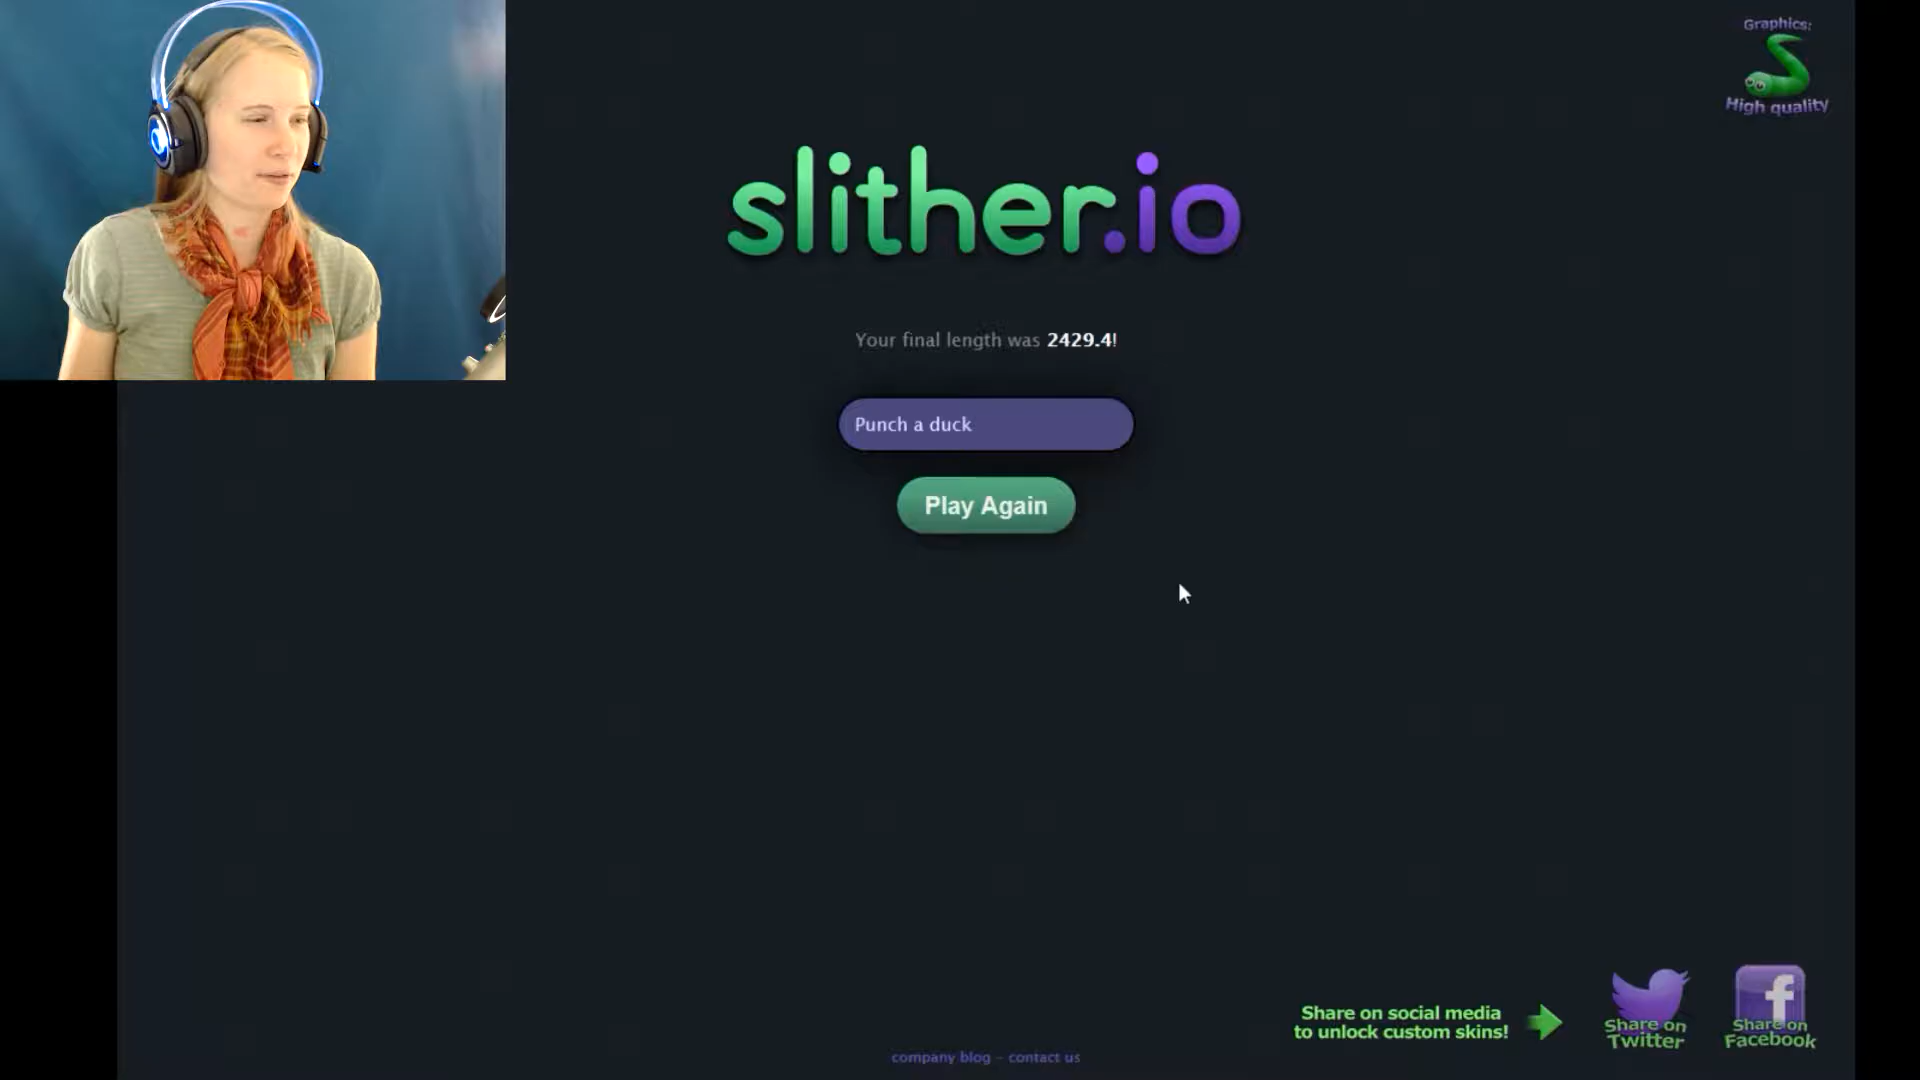 Graphics:
High quality
slither.io
Your final length was 2429.4!
Punch a duck
Play Again
Share on social media
to unlock custom skins!
Share on
Twitter
Share on
Facebook
company blog - contact us